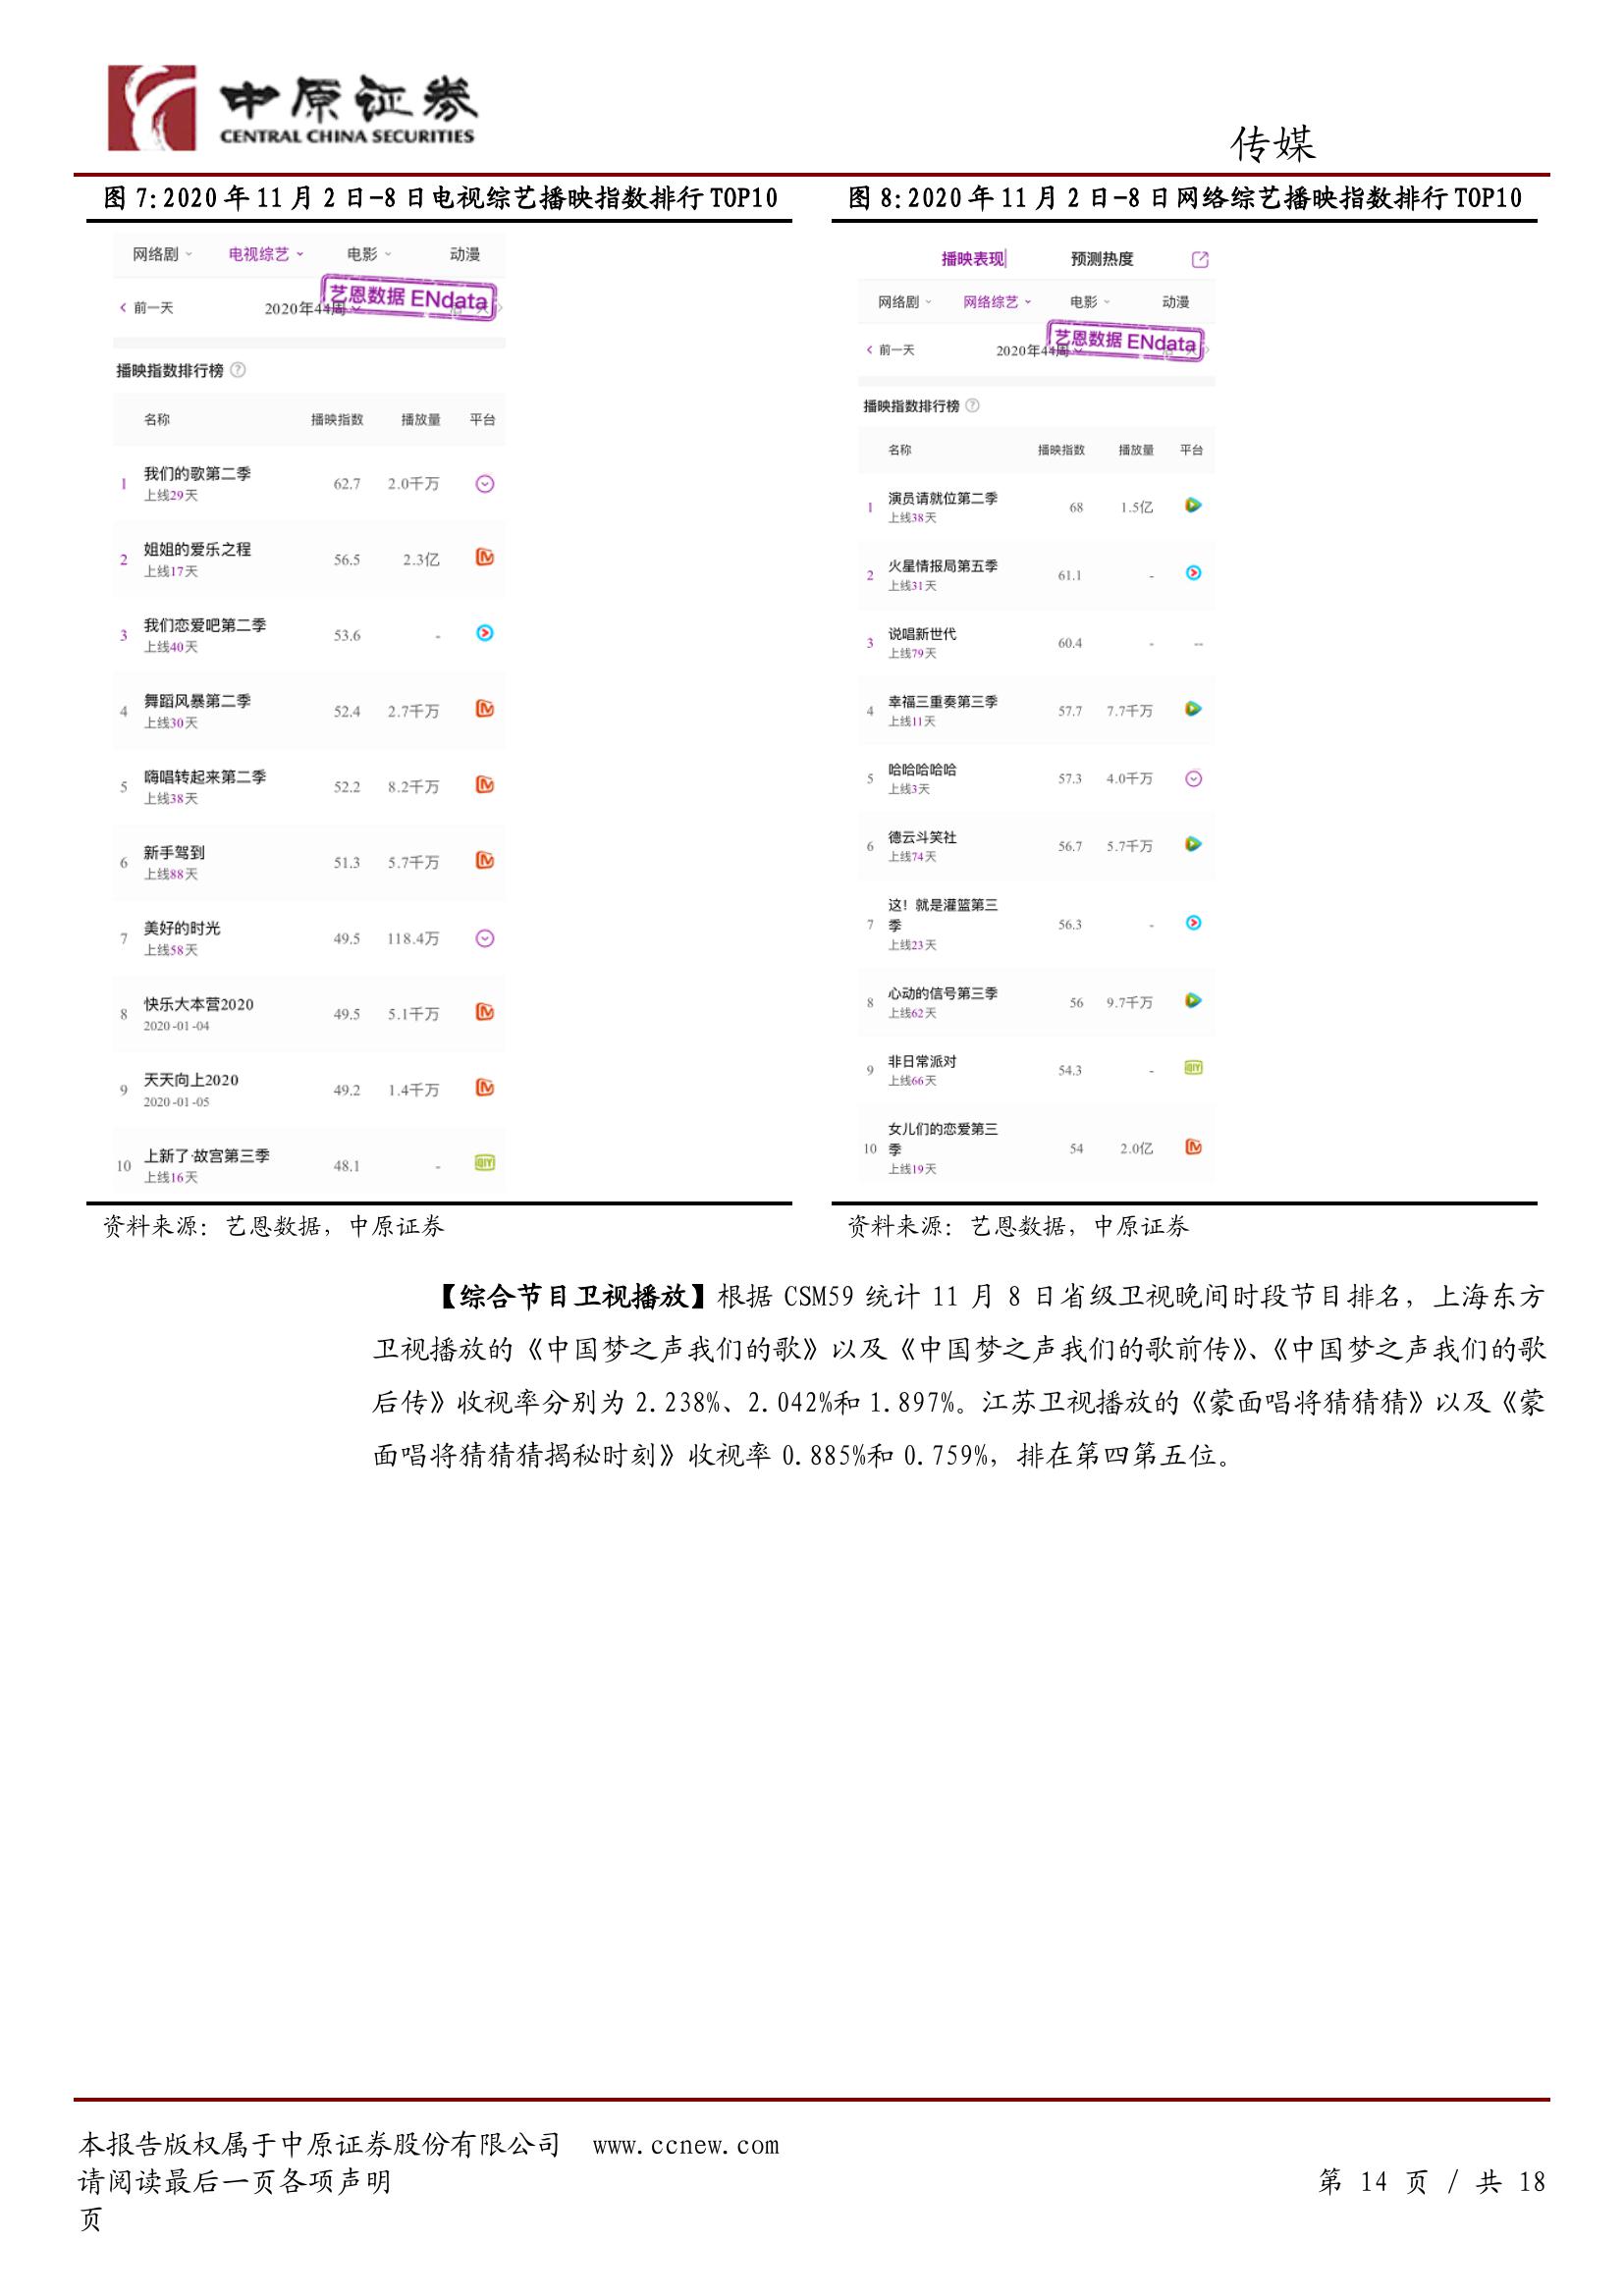 中原证券
CENTRAL CHINA SECURITIES
传媒
图 7:2020 年 11 月 2 日-8 日电视综艺播映指数排行 TOP10
网络剧 电视综艺 电影 动漫
艺恩数据 ENdata
前一天 2020年44周
播映指数排行榜 ?
名称 播映指数 播放量 平台
1 我们的歌第二季 62.7 2.0千万
上线29天
2 姐姐的爱乐之程 56.5 2.3亿
上线17天
3 我们恋爱吧第二季 53.6 -
上线40天
4 舞蹈风暴第二季 52.4 2.7千万
上线30天
5 嗨唱转起来第二季 52.2 8.2千万
上线38天
6 新手驾到 51.3 5.7千万
上线88天
7 美好的时光 49.5 118.4万
上线58天
8 快乐大本营2020 49.5 5.1千万
2020-01-04
9 天天向上2020 49.2 1.4千万
2020-01-05
10 上新了·故宫第三季 48.1 - QIY
上线16天
资料来源：艺恩数据，中原证券
图 8:2020 年 11 月 2 日-8 日网络综艺播映指数排行 TOP10
播映表现 预测热度
网络剧 网络综艺 电影 动漫
艺恩数据 ENdata
前一天 2020年44周
播映指数排行榜 ?
名称 播映指数 播放量 平台
1 演员请就位第二季 68 1.5亿
上线38天
2 火星情报局第五季 61.1 -
上线31天
3 说唱新世代 60.4 - --
上线79天
4 幸福三重奏第三季 57.7 7.7千万
上线11天
5 哈哈哈哈哈 57.3 4.0千万
上线3天
6 德云斗笑社 56.7 5.7千万
上线74天
这！就是灌篮第三
7 季 56.3 -
上线23天
8 心动的信号第三季 56 9.7千万
上线62天
9 非日常派对 54.3 - QIY
上线66天
女儿们的恋爱第三
10 季 54 2.0亿
上线19天
资料来源：艺恩数据，中原证券
【综合节目卫视播放】根据 CSM59 统计 11 月 8 日省级卫视晚间时段节目排名，上海东方
卫视播放的《中国梦之声我们的歌》以及《中国梦之声我们的歌前传》、《中国梦之声我们的歌
后传》收视率分别为 2.238%、2.042%和 1.897%。江苏卫视播放的《蒙面唱将猜猜猜》以及《蒙
面唱将猜猜猜揭秘时刻》收视率 0.885%和 0.759%，排在第四第五位。
本报告版权属于中原证券股份有限公司 www.ccnew.com
请阅读最后一页各项声明 第 14 页 / 共 18
页